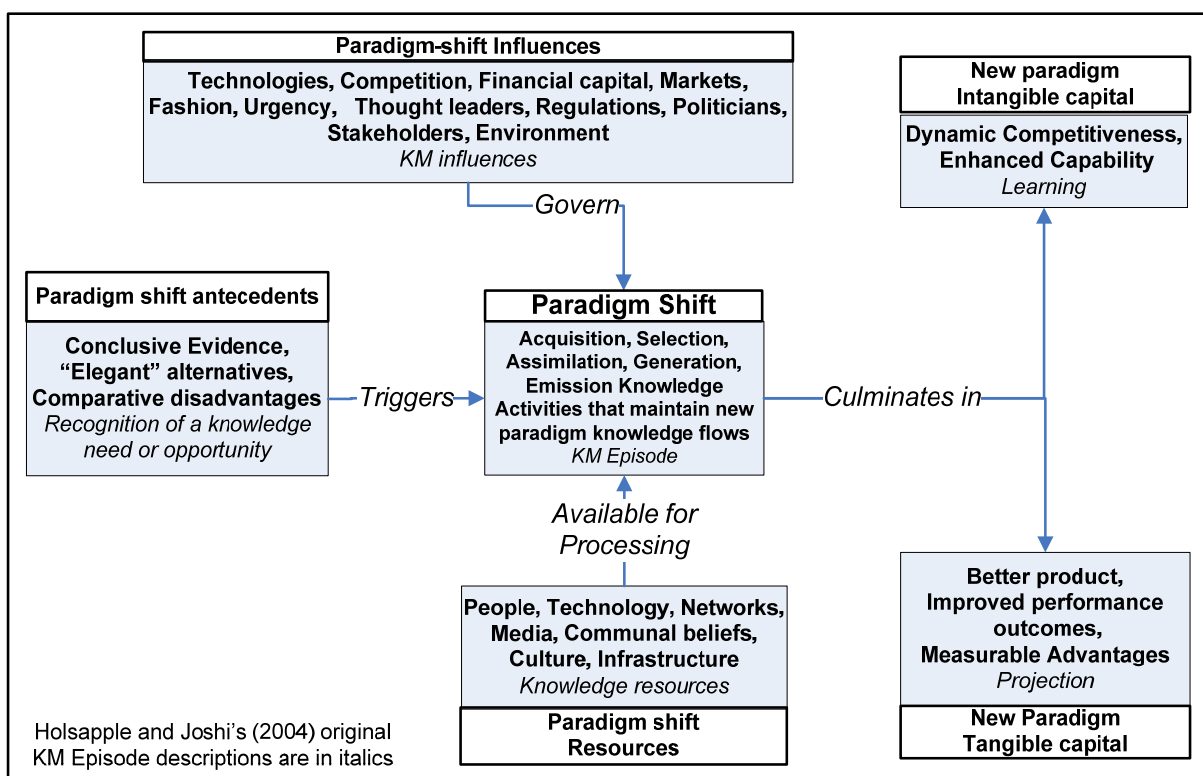 Paradigm-shift Influences
Technologies, Competition, Financial capital, Markets,
Fashion, Urgency, Thought leaders, Regulations, Politicians,
Stakeholders, Environment
KM influences
Govern
New paradigm
Intangible capital
Dynamic Competitiveness,
Enhanced Capability
Learning
Paradigm shift antecedents
Conclusive Evidence,
“Elegant” alternatives,
Comparative disadvantages
Recognition of a knowledge
need or opportunity
Triggers
Paradigm Shift
Acquisition, Selection,
Assimilation, Generation,
Emission Knowledge
Activities that maintain new
paradigm knowledge flows
KM Episode
Culminates in
Available for
Processing
People, Technology, Networks,
Media, Communal beliefs,
Culture, Infrastructure
Knowledge resources
Paradigm shift
Resources
Better product,
Improved performance
outcomes,
Measurable Advantages
Projection
New Paradigm
Tangible capital
Holsapple and Joshi’s (2004) original
KM Episode descriptions are in italics